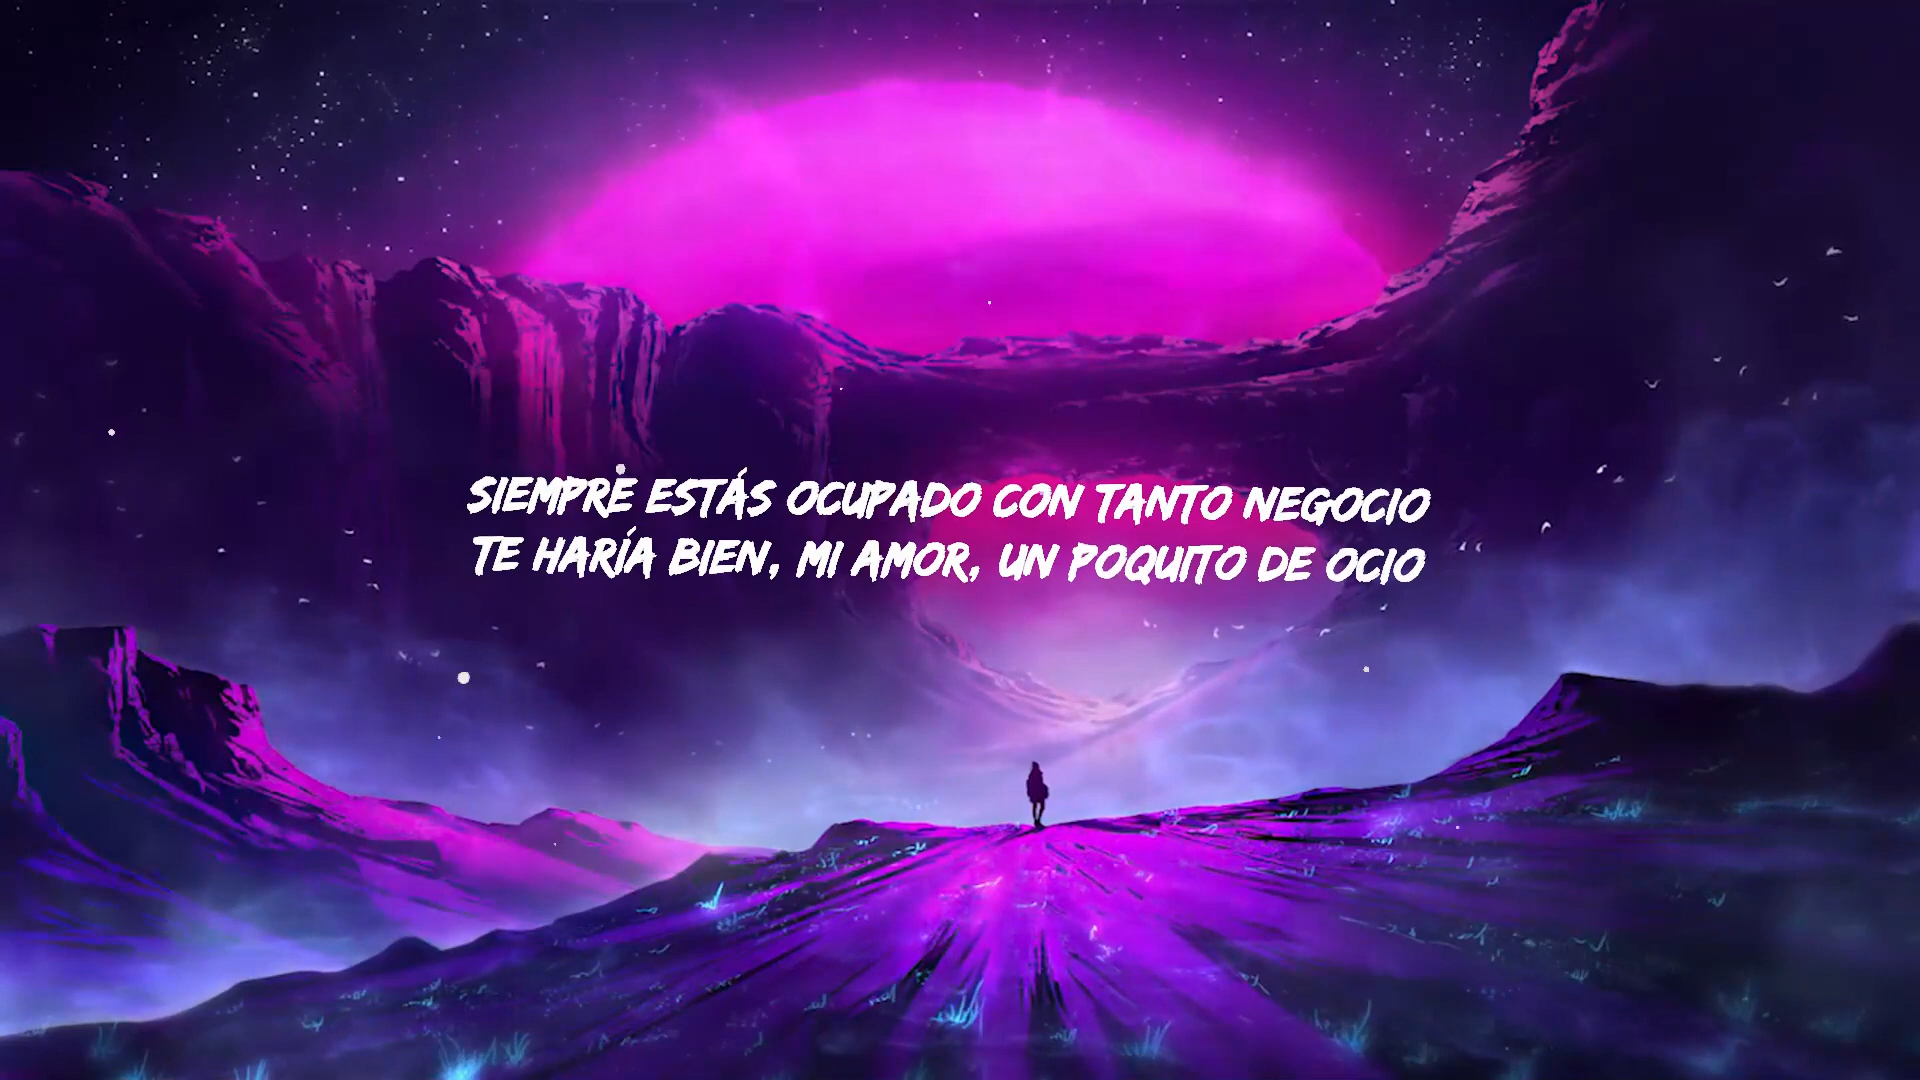 SIEMPRE ESTÁS OCUPADO CON TANTO NEGOCIO
TE HARÍA BIEN, MI AMOR, UN POQUITO DE OCIO